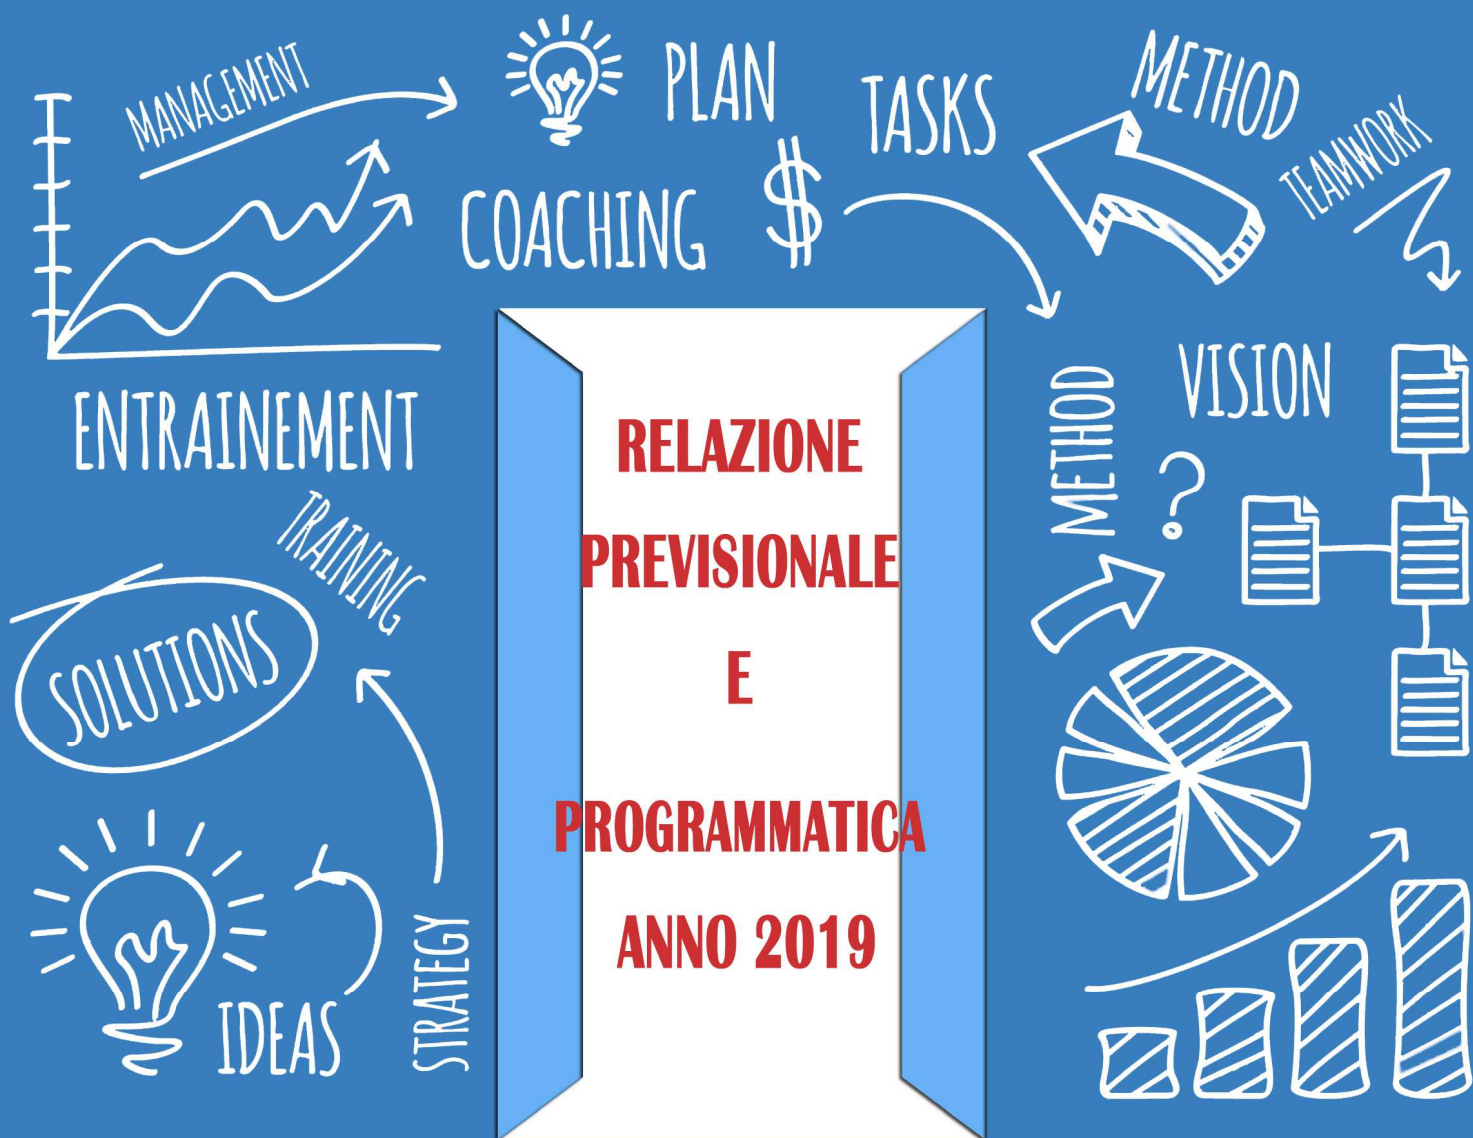 MANAGEMENT
PLAN
TASKS
METHOD
TEAMWORK
COACHING
$
ENTRAINEMENT
METHOD
VISION
?
TRAINING
SOLUTIONS
STRATEGY
IDEAS
RELAZIONE
PREVISIONALE
E
PROGRAMMATICA
ANNO 2019